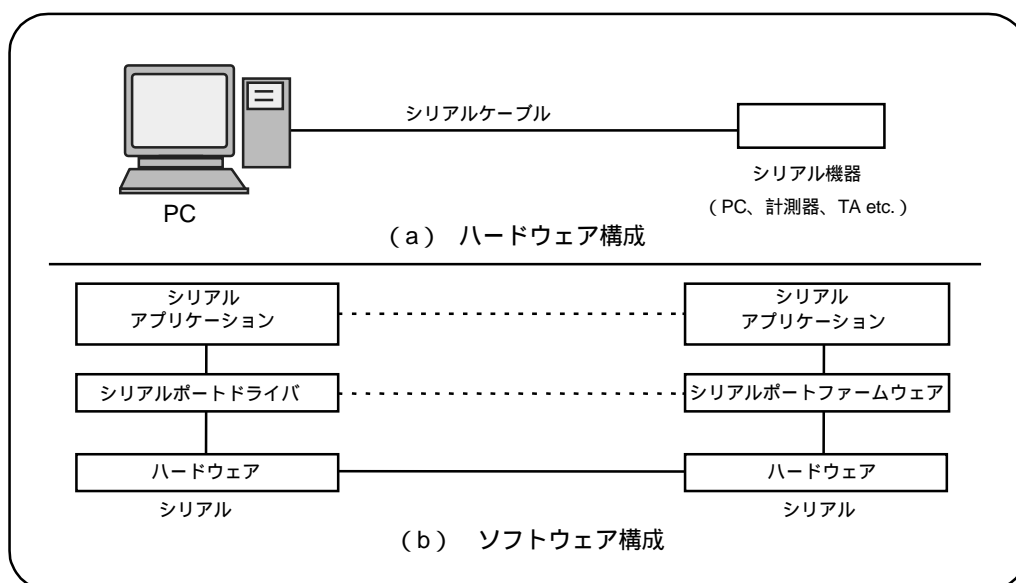 シリアルケーブル
PC
シリアル機器
（PC、計測器、TA etc.）
（a） ハードウェア構成
シリアル
アプリケーション
シリアル
アプリケーション
シリアルポートドライバ
シリアルポートファームウェア
ハードウェア
ハードウェア
シリアル
シリアル
（b） ソフトウェア構成